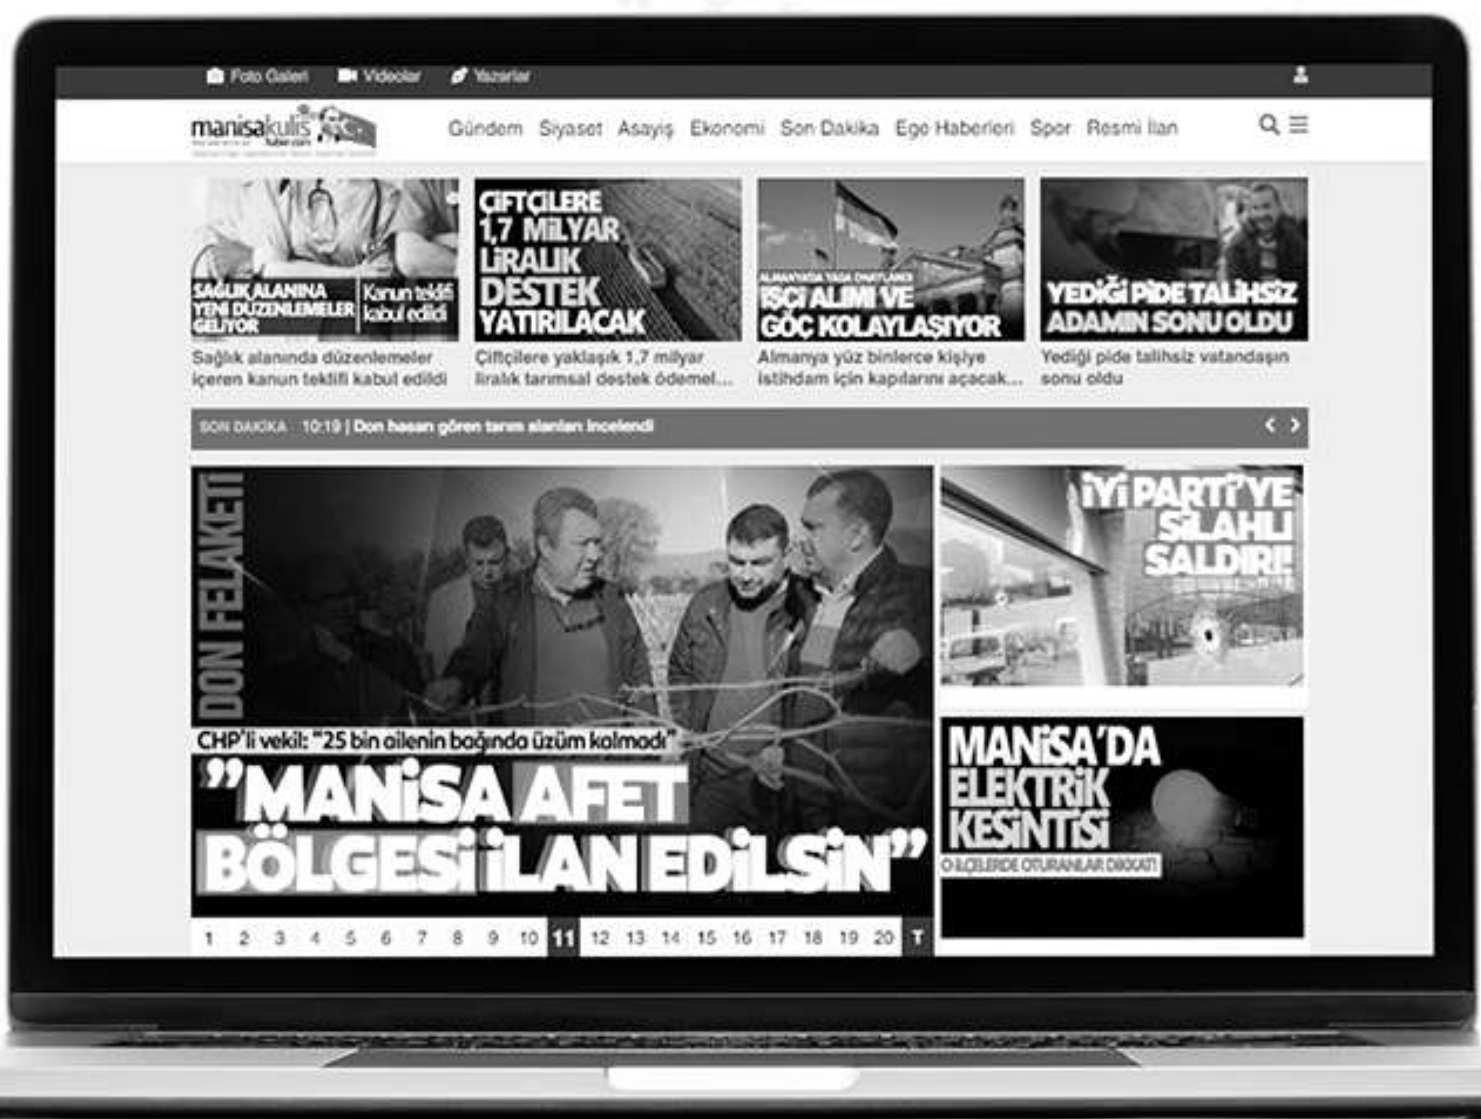 Foto Galeri Videolar Yazarlar
manisakulis
haber.com
Gündem Siyaset Asayiş Ekonomi Son Dakika Ege Haberleri Spor Resmi İlan
SAĞLIK ALANINA
YENİ DÜZENLEMELER
GELİYOR
Kanun teklifi
kabul edildi
Sağlık alanında düzenlemeler
içeren kanun teklifi kabul edildi
ÇİFTÇİLERE
1,7 MİLYAR
LİRALIK
DESTEK
YATIRILACAK
Çiftçilere yaklaşık 1,7 milyar
liralık tarımsal destek ödemel...
ALMANYA'DA YASA ONAYLANDI
İŞÇİ ALIMI VE
GÖÇ KOLAYLAŞIYOR
Almanya yüz binlerce kişiye
istihdam için kapılarını açacak...
YEDİĞİ PİDE TALİHSİZ
ADAMIN SONU OLDU
Yediği pide talihsiz vatandaşın
sonu oldu
SON DAKİKA 10:19 | Don hasarı gören tarım alanları incelendi
DON FELAKETİ
CHP'li vekil: "25 bin ailenin bağında üzüm kalmadı"
"MANİSA AFET
BÖLGESİ İLAN EDİLSİN"
1 2 3 4 5 6 7 8 9 10 11 12 13 14 15 16 17 18 19 20 T
İYİ PARTİ'YE
SİLAHLI
SALDIRI!
MANİSA'DA
ELEKTRİK
KESİNTİSİ
O İLÇELERDE OTURANLAR DİKKAT!